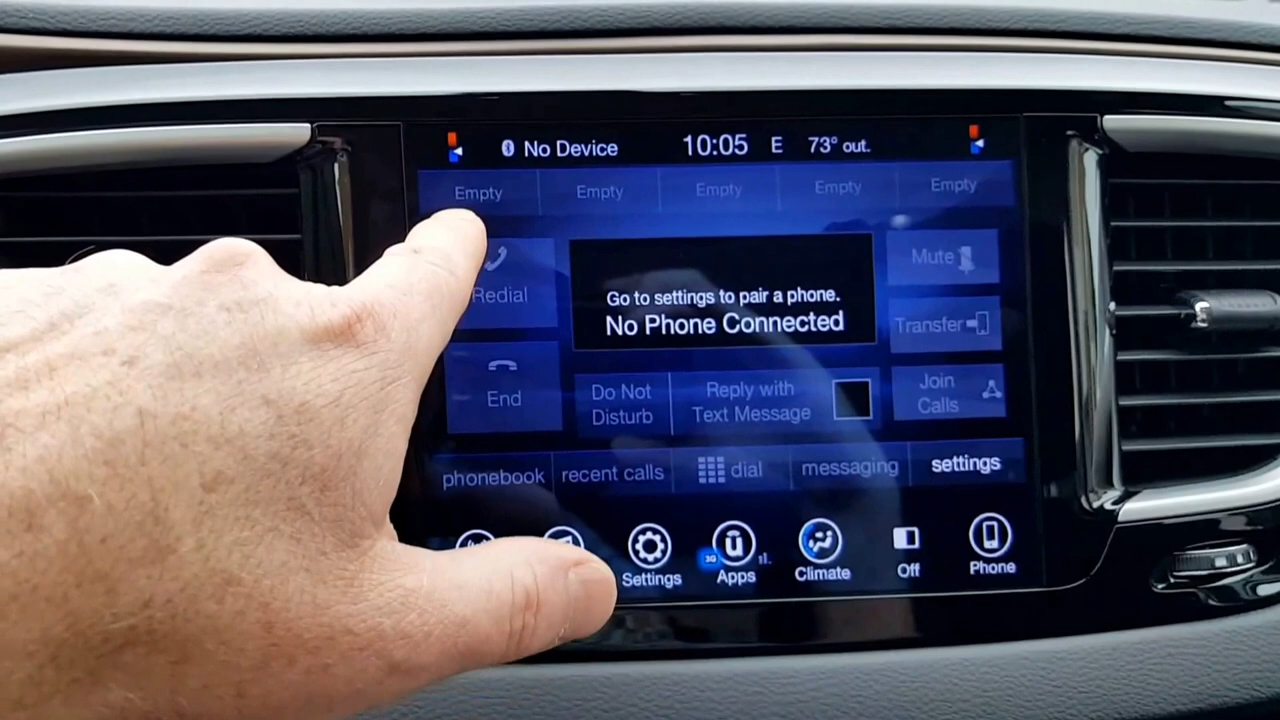 No Device 10:05 E 73° out.
Empty Empty Empty Empty Empty
Redial
Go to settings to pair a phone.
No Phone Connected
Mute
Transfer
End
Do Not
Disturb
Reply with
Text Message
Join
Calls
phonebook recent calls dial messaging settings
3G
Settings Apps Climate Off Phone